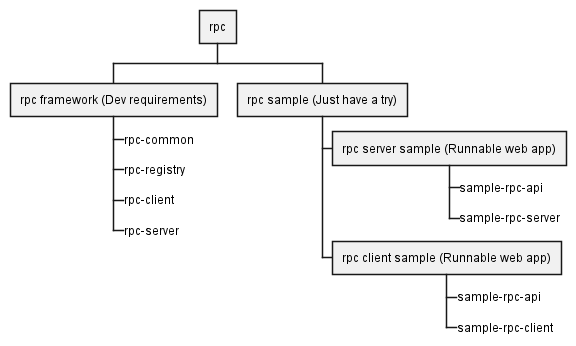 rpc
rpc framework (Dev requirements)
rpc sample (Just have a try)
rpc-common
rpc-registry
rpc-client
rpc-server
rpc server sample (Runnable web app)
sample-rpc-api
sample-rpc-server
rpc client sample (Runnable web app)
sample-rpc-api
sample-rpc-client